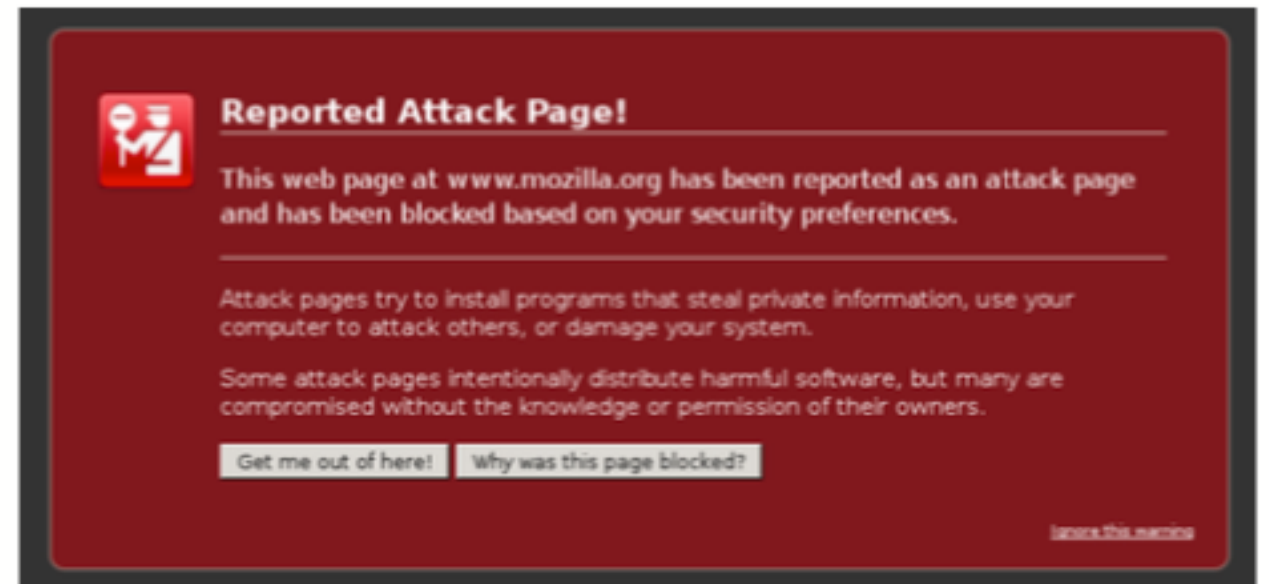 Reported Attack Page!
This web page at www.mozilla.org has been reported as an attack page
and has been blocked based on your security preferences.
Attack pages try to install programs that steal private information, use your
computer to attack others, or damage your system.
Some attack pages intentionally distribute harmful software, but many are
compromised without the knowledge or permission of their owners.
Get me out of here! Why was this page blocked?
Ignore this warning